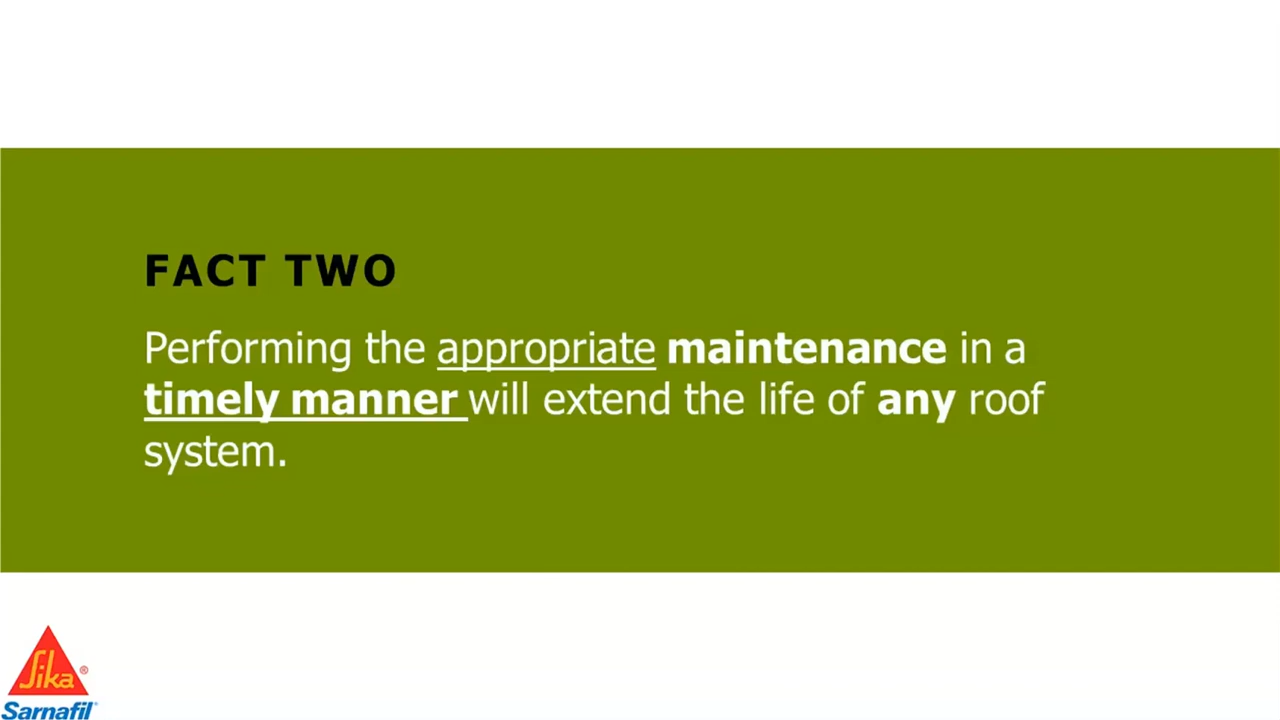 FACT TWO
Performing the appropriate maintenance in a
timely manner will extend the life of any roof
system.
Sika®
Sarnafil®